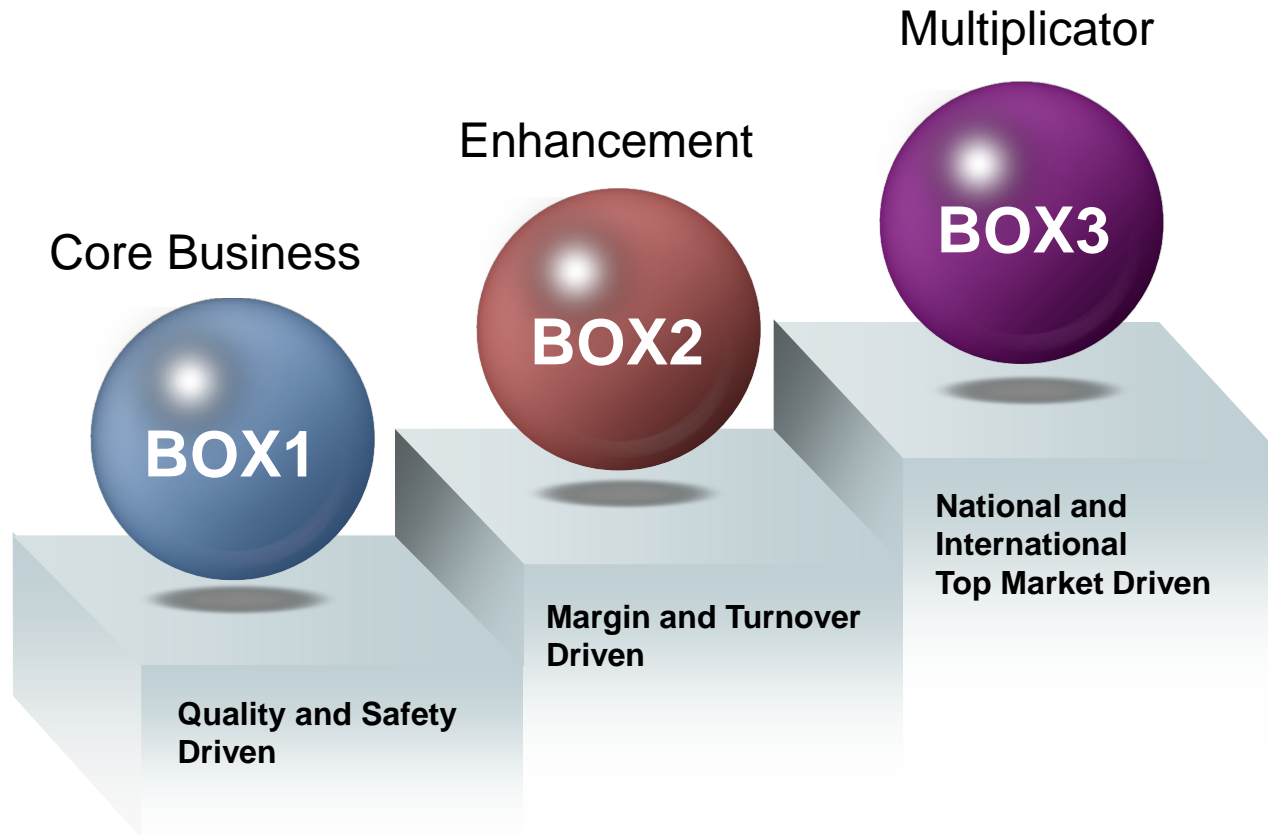 Core Business
BOX1
Quality and Safety
Driven
Enhancement
BOX2
Margin and Turnover
Driven
Multiplicator
BOX3
National and
International
Top Market Driven